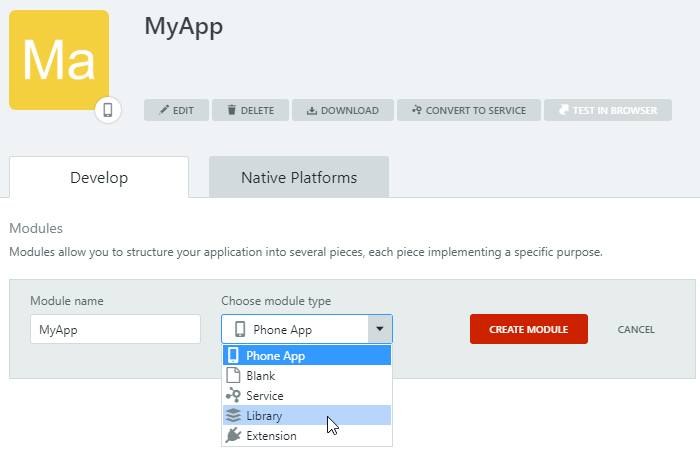 MyApp
Ma
EDIT DELETE DOWNLOAD CONVERT TO SERVICE TEST IN BROWSER
Develop Native Platforms
Modules
Modules allow you to structure your application into several pieces, each piece implementing a specific purpose.
Module name Choose module type
MyApp Phone App CREATE MODULE CANCEL
Phone App
Blank
Service
Library
Extension